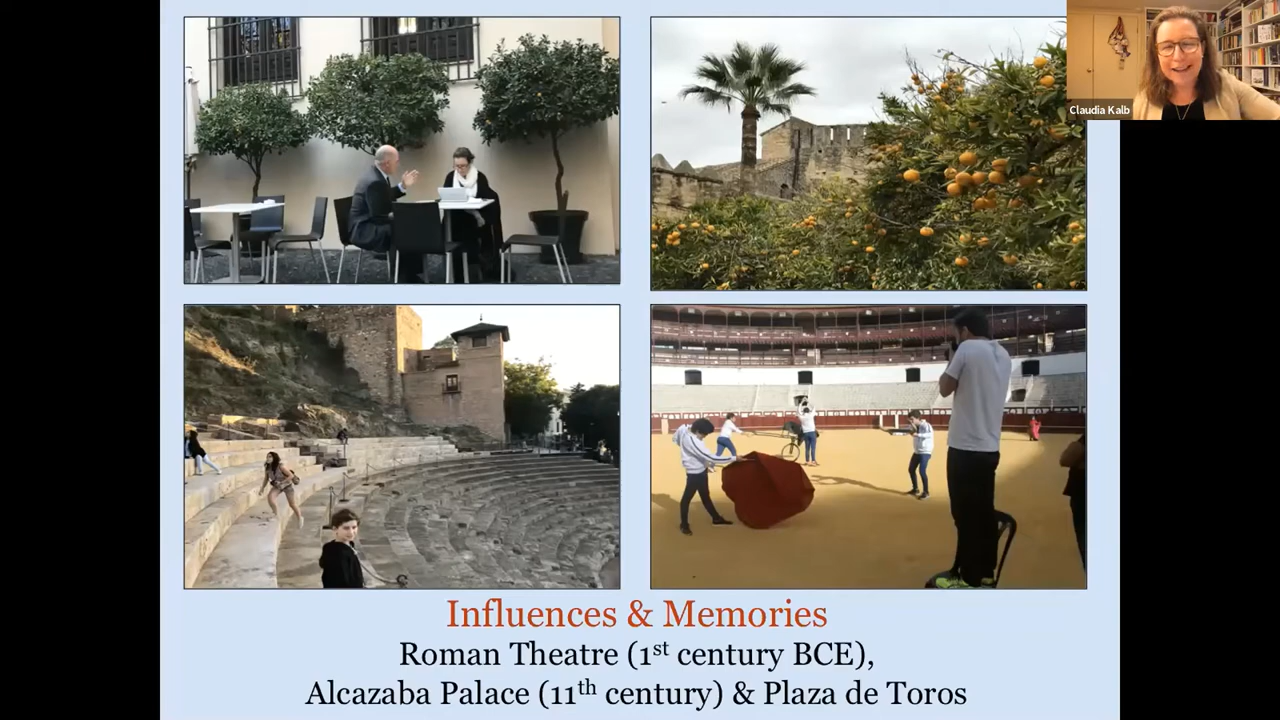 Claudia Kalb
Influences & Memories
Roman Theatre (1st century BCE),
Alcazaba Palace (11th century) & Plaza de Toros